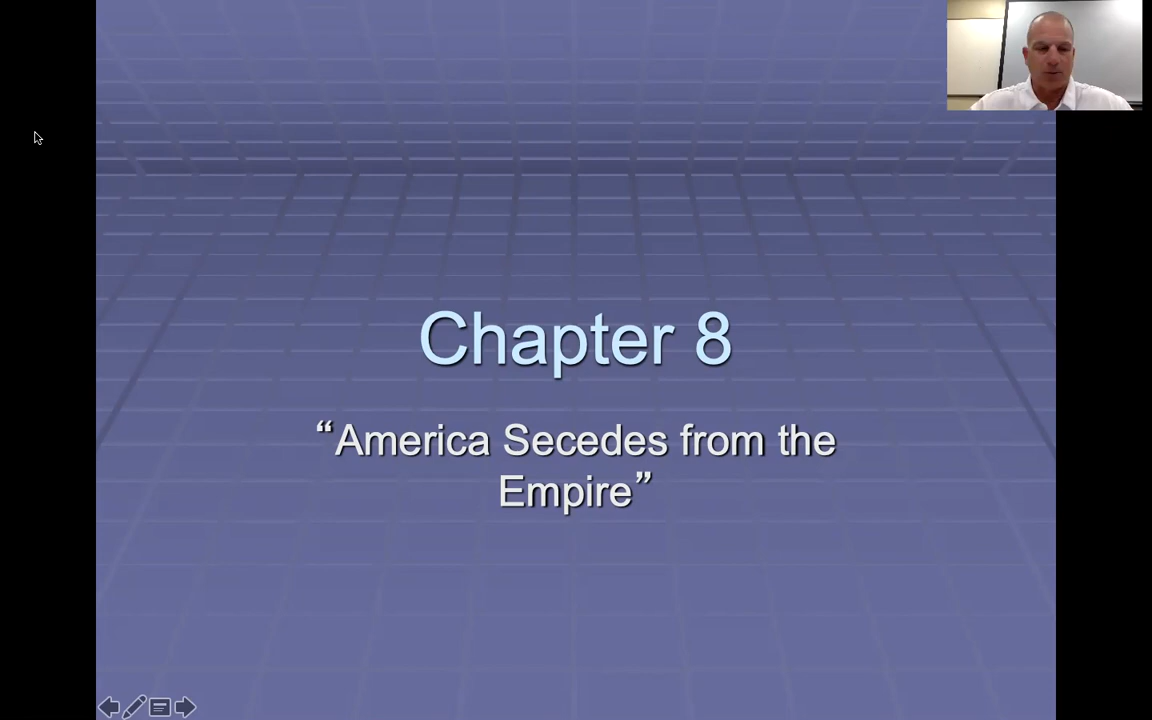 Chapter 8
“America Secedes from the
Empire”